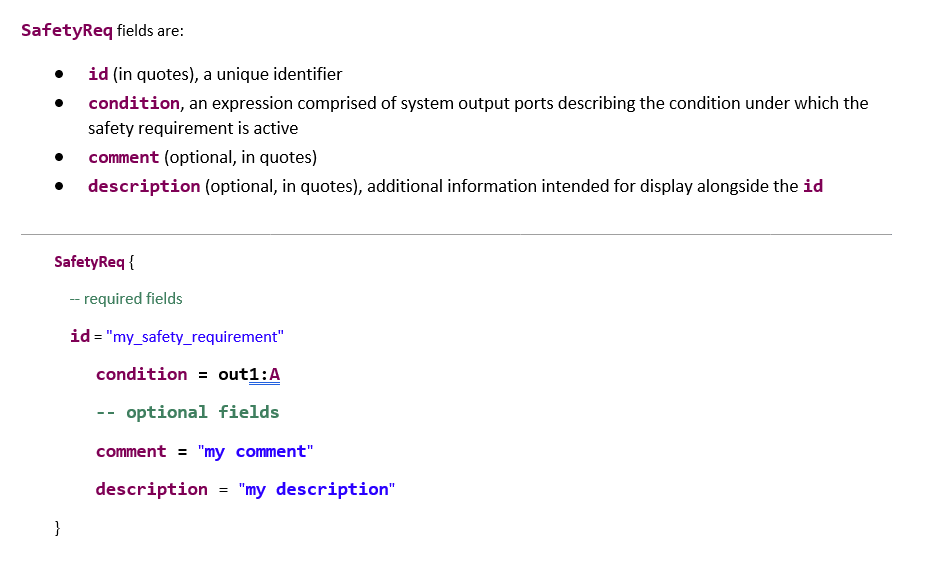 SafetyReq fields are:
● id (in quotes), a unique identifier
● condition, an expression comprised of system output ports describing the condition under which the
safety requirement is active
● comment (optional, in quotes)
● description (optional, in quotes), additional information intended for display alongside the id
SafetyReq {
-- required fields
id = "my_safety_requirement"
condition = out1:A
-- optional fields
comment = "my comment"
description = "my description"
}